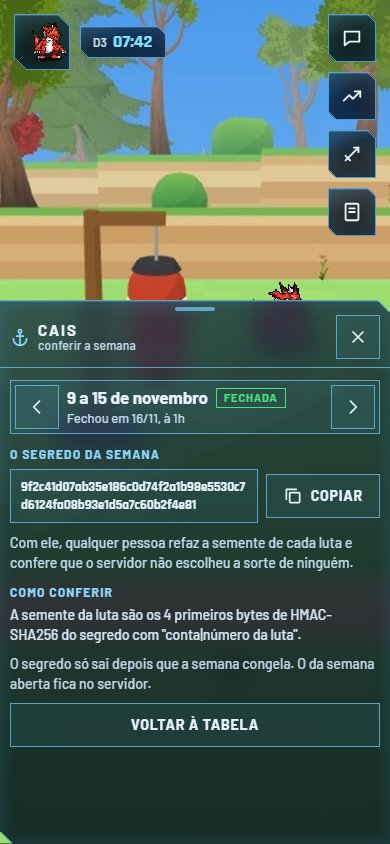 D3 07:42
CAIS
conferir a semana
9 a 15 de novembro FECHADA
Fechou em 16/11, à 1h
O SEGREDO DA SEMANA
9f2c41d07ab35e186c0d74f2a1b98e5530c7
d6124fa08b93e1d5a7c60b2f4e81
COPIAR
Com ele, qualquer pessoa refaz a semente de cada luta e
confere que o servidor não escolheu a sorte de ninguém.
COMO CONFERIR
A semente da luta são os 4 primeiros bytes de HMAC-
SHA256 do segredo com "conta|número da luta".
O segredo só sai depois que a semana congela. O da semana
aberta fica no servidor.
VOLTAR À TABELA